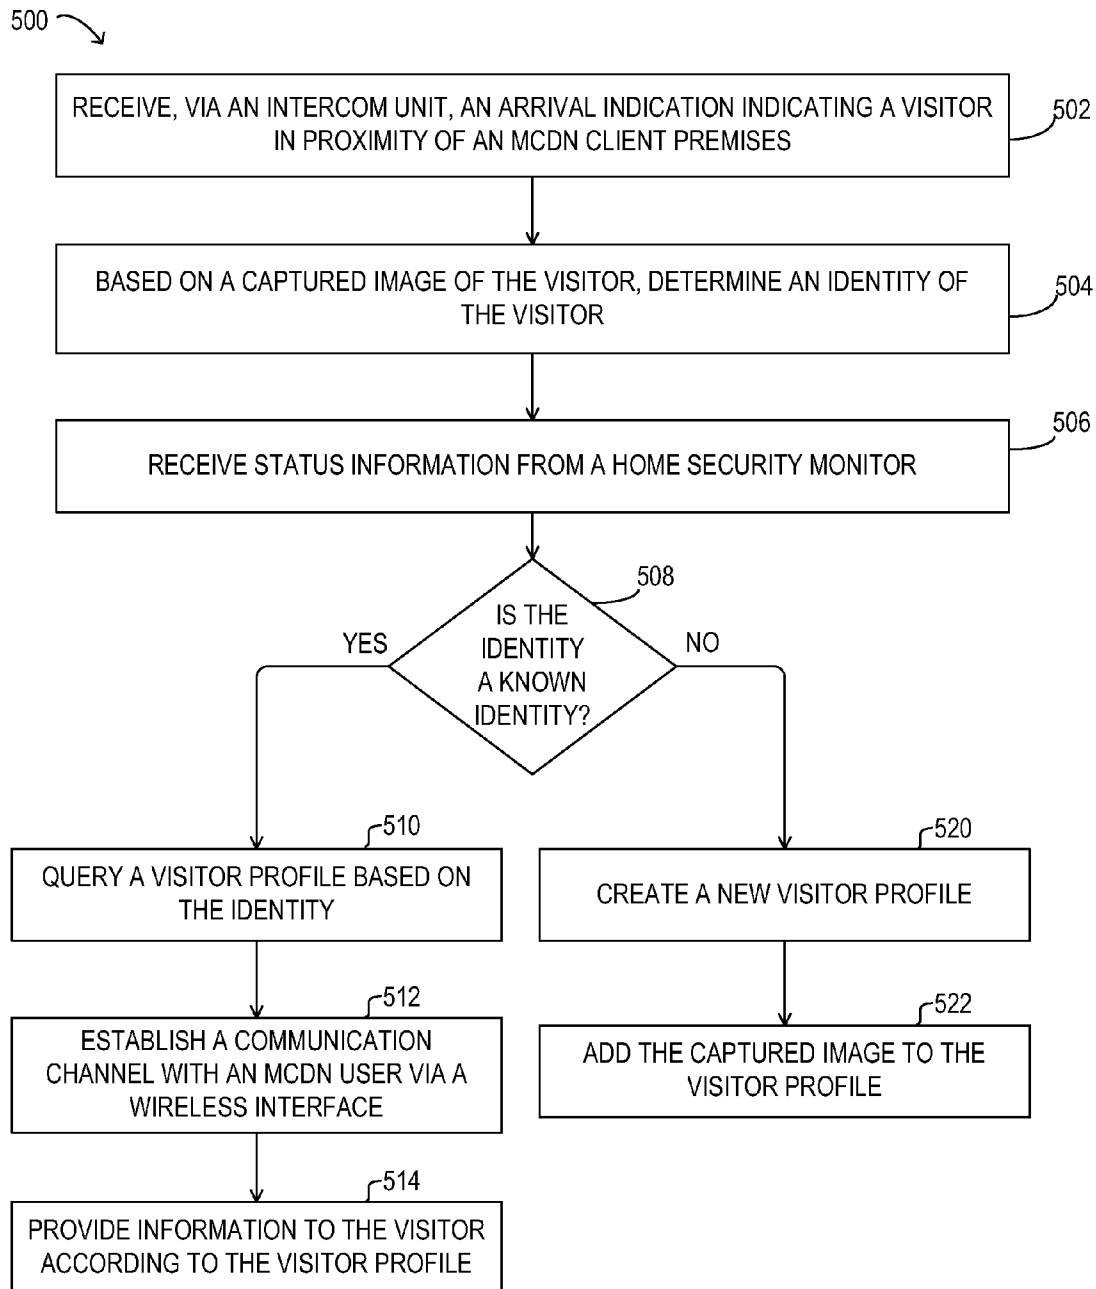 500
RECEIVE, VIA AN INTERCOM UNIT, AN ARRIVAL INDICATION INDICATING A VISITOR
IN PROXIMITY OF AN MCDN CLIENT PREMISES
502
BASED ON A CAPTURED IMAGE OF THE VISITOR, DETERMINE AN IDENTITY OF
THE VISITOR
504
RECEIVE STATUS INFORMATION FROM A HOME SECURITY MONITOR
506
508
IS THE
IDENTITY
A KNOWN
IDENTITY?
YES
NO
510
QUERY A VISITOR PROFILE BASED ON
THE IDENTITY
512
ESTABLISH A COMMUNICATION
CHANNEL WITH AN MCDN USER VIA A
WIRELESS INTERFACE
514
PROVIDE INFORMATION TO THE VISITOR
ACCORDING TO THE VISITOR PROFILE
520
CREATE A NEW VISITOR PROFILE
522
ADD THE CAPTURED IMAGE TO THE
VISITOR PROFILE